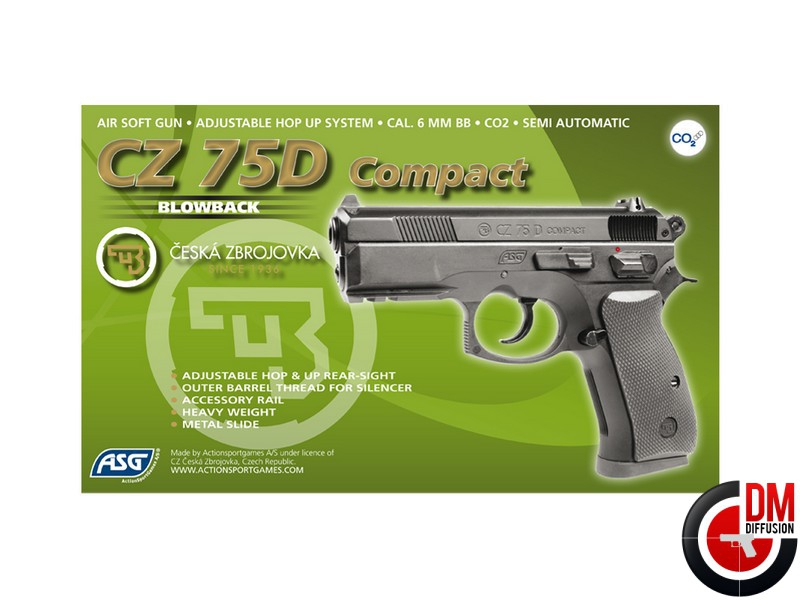 AIR SOFT GUN • ADJUSTABLE HOP UP SYSTEM • CAL. 6 MM BB • CO2 • SEMI AUTOMATIC
CO2
CZ 75D Compact
BLOWBACK
ČESKÁ ZBROJOVKA
SINCE 1936
CZ 75 D COMPACT
ASG
• ADJUSTABLE HOP & UP REAR-SIGHT
• OUTER BARREL THREAD FOR SILENCER
• ACCESSORY RAIL
• HEAVY WEIGHT
• METAL SLIDE
ASG
ActionSportGames A/S
Made by Actionsportgames A/S under licence of
CZ Česká Zbrojovka, Czech Republic.
WWW.ACTIONSPORTGAMES.COM
DM
DIFFUSION